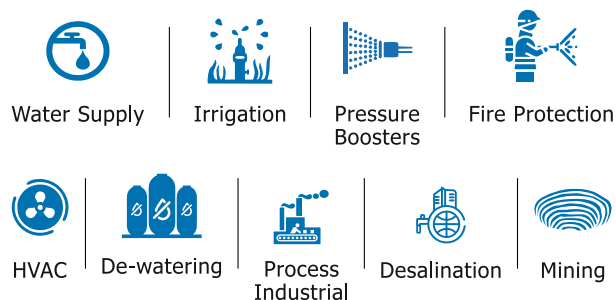 Water Supply
Irrigation
Pressure
Boosters
Fire Protection
HVAC
De-watering
Process
Industrial
Desalination
Mining